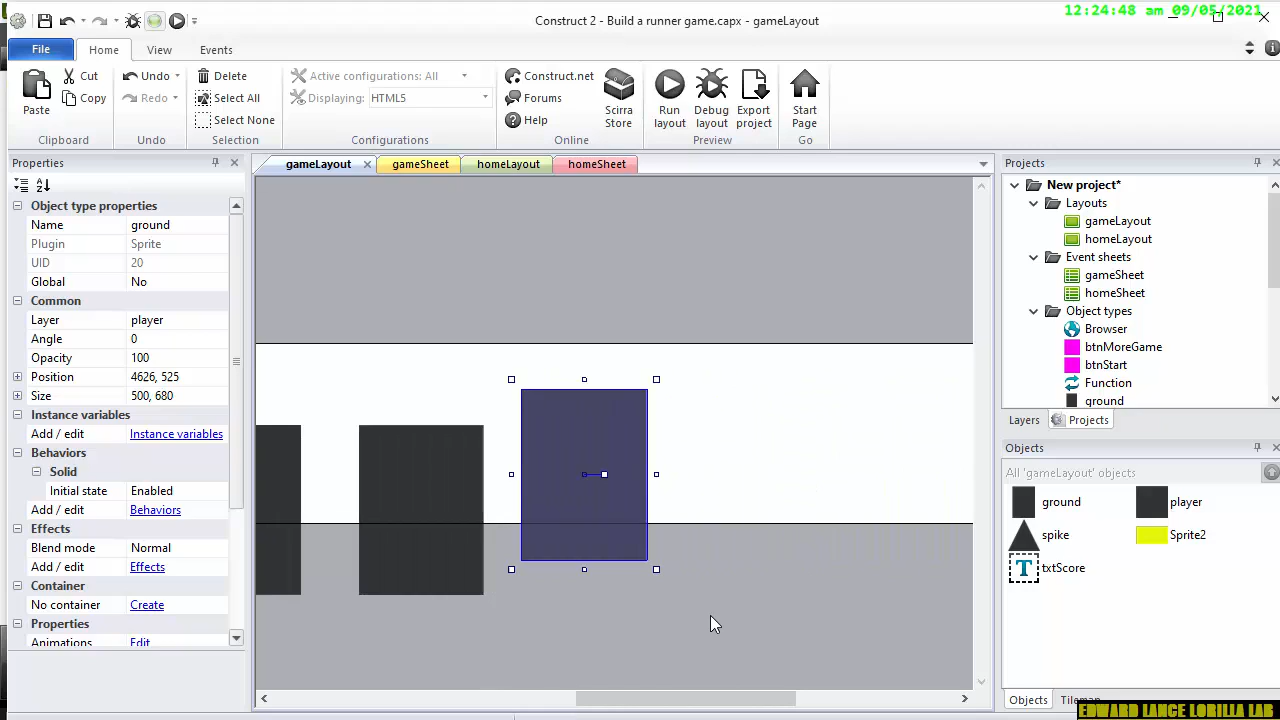 Construct 2 - Build a runner game.capx - gameLayout
12:24:48 am 09/05/2021
File
Home
View
Events
Paste
Cut
Copy
Clipboard
Undo
Redo
Undo
Delete
Select All
Select None
Selection
Active configurations: All
Displaying:
HTML5
Configurations
Construct.net
Forums
Help
Scirra
Store
Online
Run
layout
Debug
layout
Export
project
Preview
Start
Page
Go
Properties
gameLayout
gameSheet
homeLayout
homeSheet
Object type properties
Name ground
Plugin Sprite
UID 20
Global No
Common
Layer player
Angle 0
Opacity 100
Position 4626, 525
Size 500, 680
Instance variables
Add / edit Instance variables
Behaviors
Solid
Initial state Enabled
Add / edit Behaviors
Effects
Blend mode Normal
Add / edit Effects
Container
No container Create
Properties
Animations Edit
Projects
New project*
Layouts
gameLayout
homeLayout
Event sheets
gameSheet
homeSheet
Object types
Browser
btnMoreGame
btnStart
Function
ground
Layers
Projects
Objects
All 'gameLayout' objects
ground
player
spike
Sprite2
T txtScore
Objects
Tilemap
EDWARD LANCE LORILLA LAB